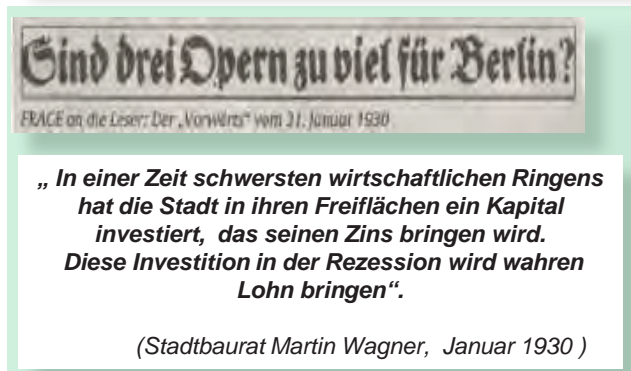 Sind drei Opern zu viel für Berlin?
FRAGE an die Leser: Der „Vorwärts" vom 31. Januar 1930
„ In einer Zeit schwersten wirtschaftlichen Ringens
hat die Stadt in ihren Freiflächen ein Kapital
investiert, das seinen Zins bringen wird.
Diese Investition in der Rezession wird wahren
Lohn bringen“.
(Stadtbaurat Martin Wagner, Januar 1930 )